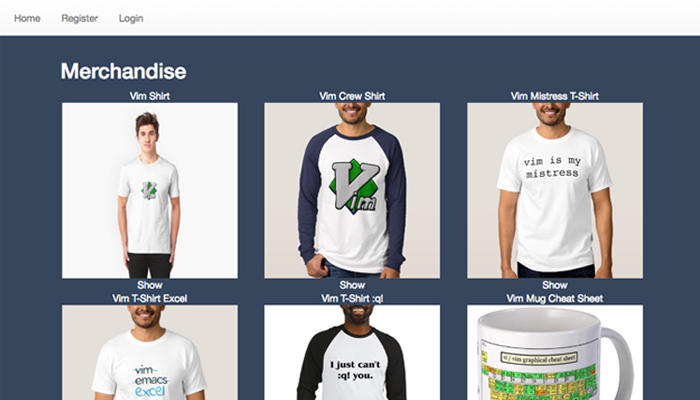 Home Register Login
Merchandise
Vim Shirt Vim Crew Shirt Vim Mistress T-Shirt
Vim
Vim
vim is my
mistress
Show Show Show
Vim T-Shirt Excel Vim T-Shirt :q! Vim Mug Cheat Sheet
vim
emacs
excel
I just can't
:q! you.
vi / vim graphical cheat sheet